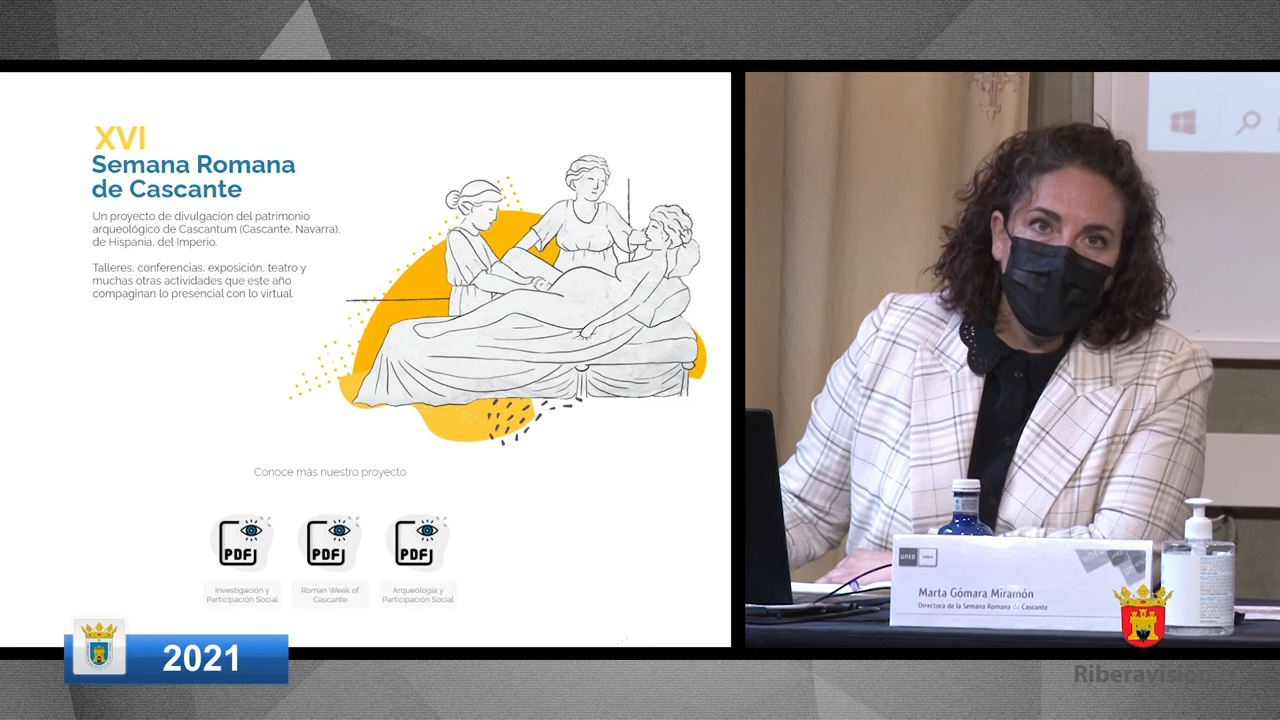 XVI
Semana Romana
de Cascante
Un proyecto de divulgación del patrimonio
arqueológico de Cascantum (Cascante, Navarra),
de Hispania, del Imperio.
Talleres, conferencias, exposición, teatro y
muchas otras actividades que este año
compaginan lo presencial con lo virtual.
Conoce más nuestro proyecto
PDF
PDF
PDF
Investigación y
Participación Social
Roman Week of
Cascante
Arqueología y
Participación Social
2021
UNED
Marta Gómara Miramón
Directora de la Semana Romana de Cascante
Riberavisión